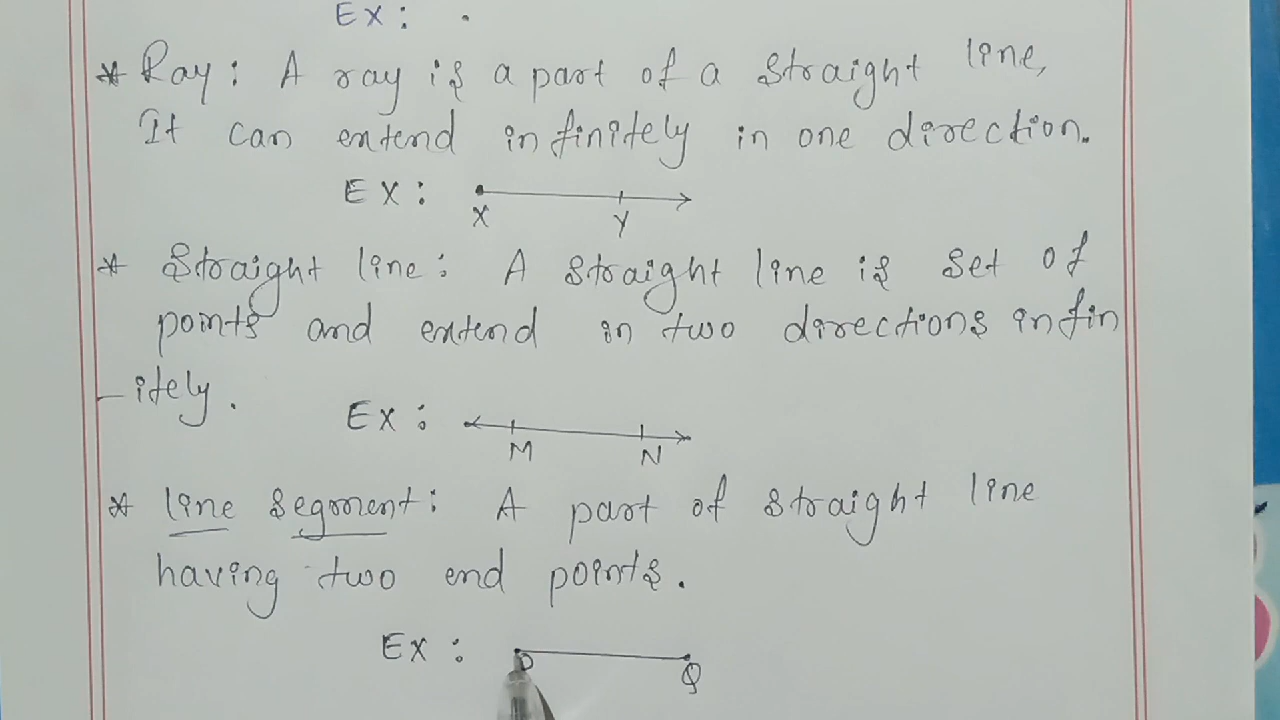 Ex: .
* Ray: A ray is a part of a straight line,
It can extend infinitely in one direction.
Ex:
X Y
* Straight line: A straight line is set of
points and extend in two directions infin
-itely.
Ex:
M N
* line segment: A part of straight line
having two end points.
Ex:
P Q